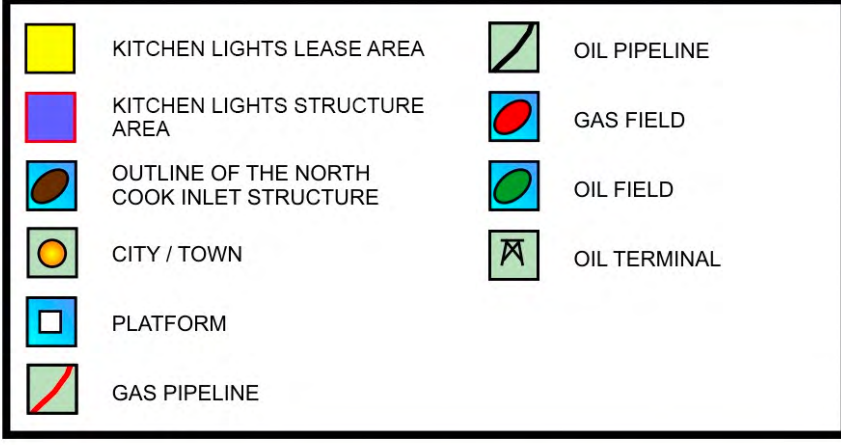 KITCHEN LIGHTS LEASE AREA
KITCHEN LIGHTS STRUCTURE
AREA
OUTLINE OF THE NORTH
COOK INLET STRUCTURE
CITY / TOWN
PLATFORM
GAS PIPELINE
OIL PIPELINE
GAS FIELD
OIL FIELD
OIL TERMINAL